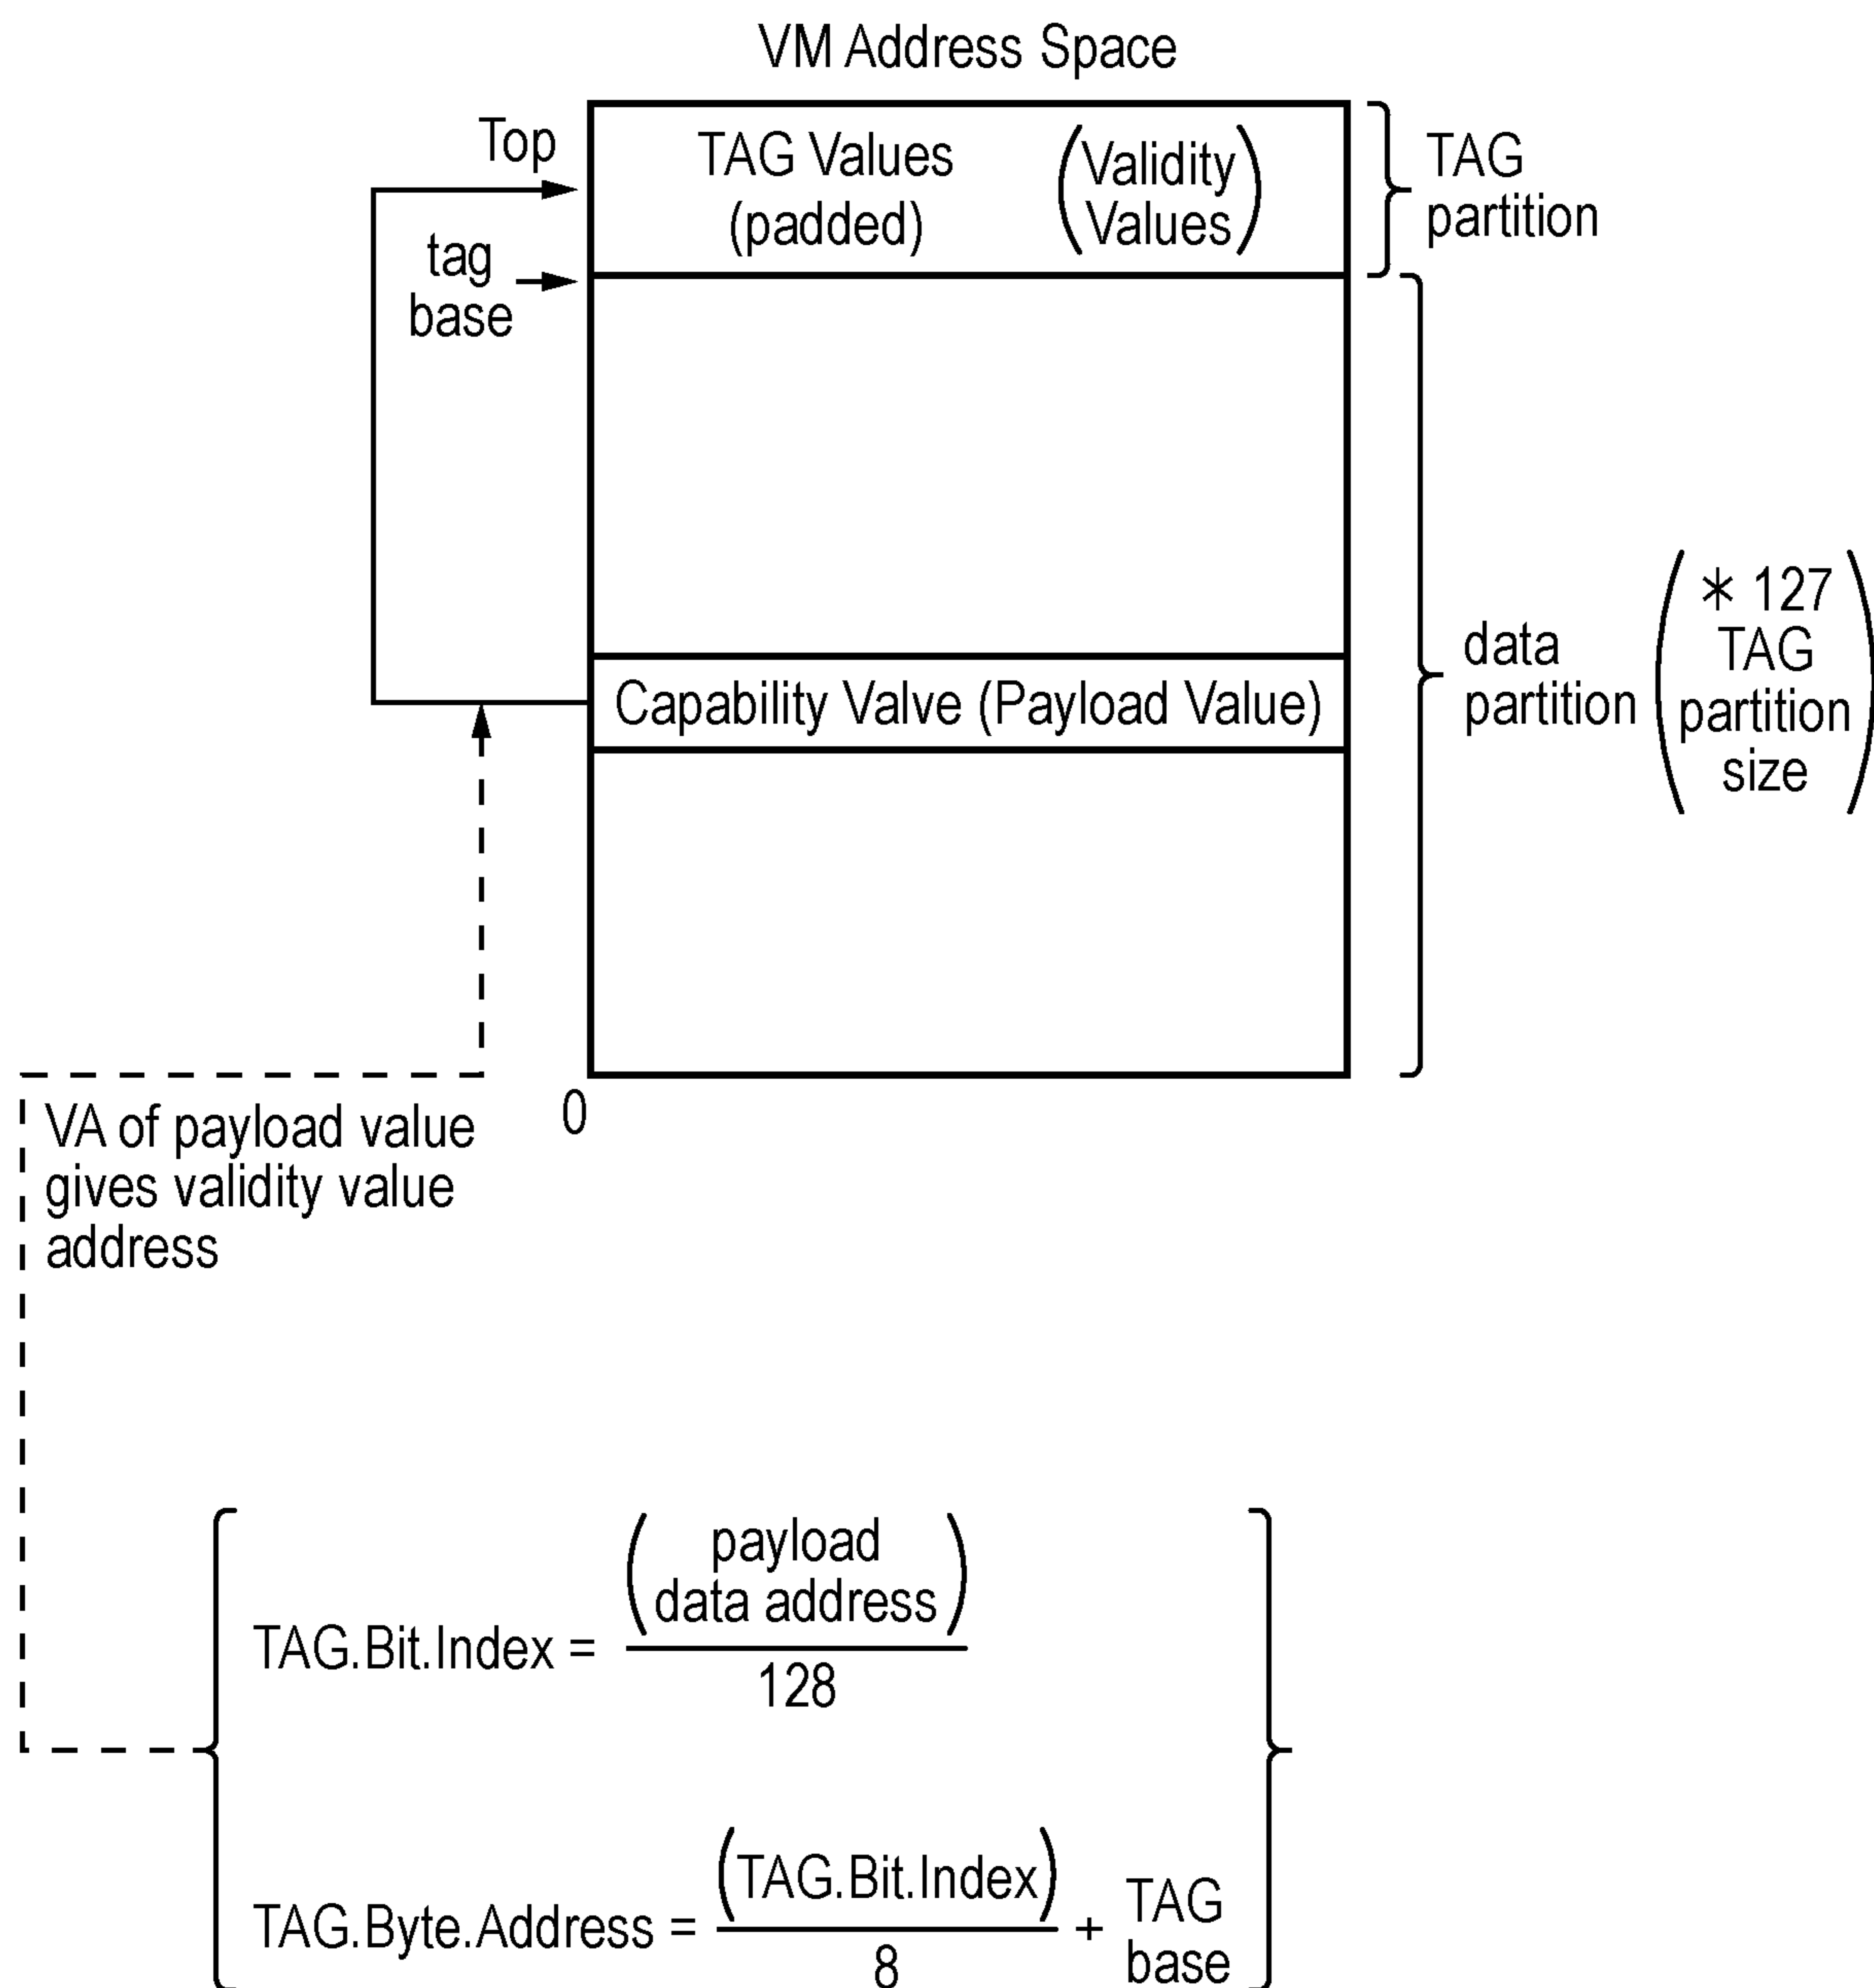 VM Address Space
Top
TAG Values
(padded)
(Validity
Values)
TAG
partition
tag
base
Capability Valve (Payload Value)
data
partition
(* 127
TAG
partition
size)
0
VA of payload value
gives validity value
address
TAG.Bit.Index = (payload
data address)
128
TAG.Byte.Address = (TAG.Bit.Index)
8
+ TAG
base